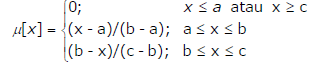 0; x ≤ a atau x ≥ c
μ[x] = (x - a)/(b - a); a ≤ x ≤ b
(b - x)/(c - b); b ≤ x ≤ c